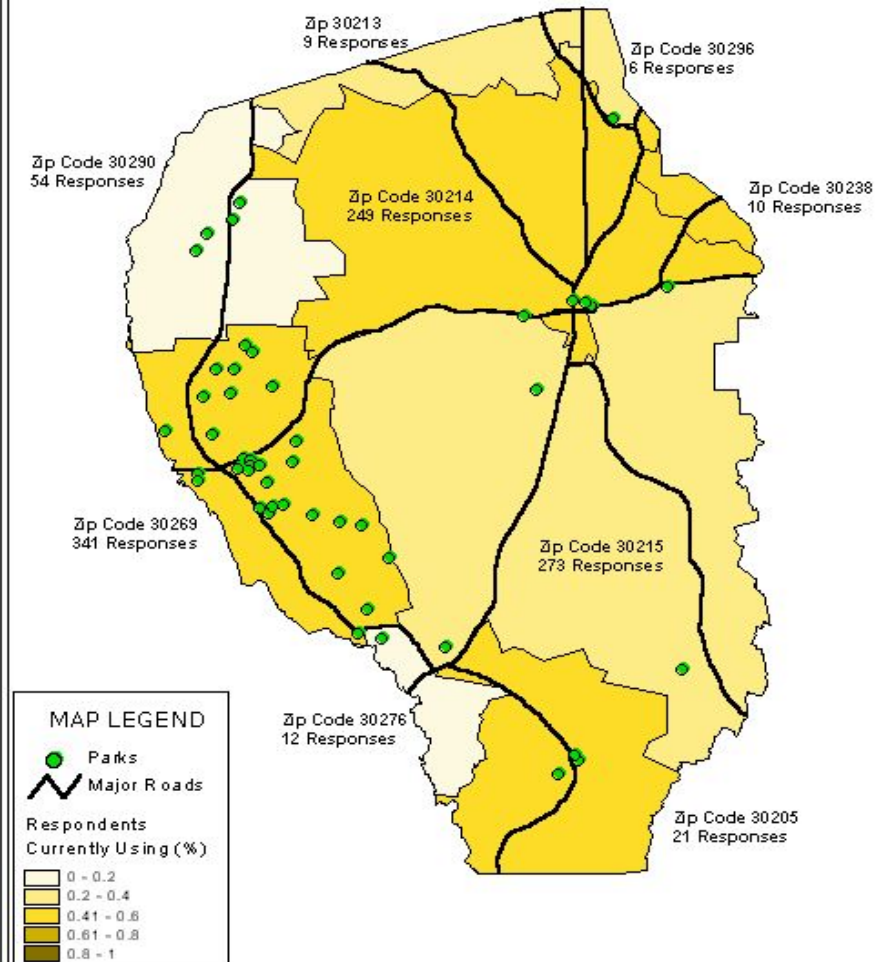 Zip 30213
9 Responses
Zip Code 30296
6 Responses
Zip Code 30290
54 Responses
Zip Code 30214
249 Responses
Zip Code 30238
10 Responses
Zip Code 30269
341 Responses
Zip Code 30215
273 Responses
Zip Code 30276
12 Responses
Zip Code 30205
21 Responses
MAP LEGEND
Parks
Major Roads
Respondents
Currently Using (%)
0 - 0.2
0.2 - 0.4
0.41 - 0.6
0.61 - 0.8
0.8 - 1